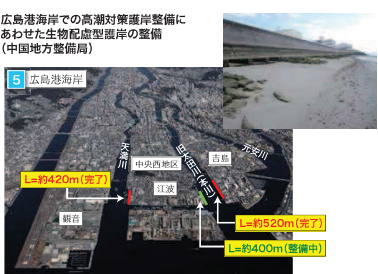 広島港海岸での高潮対策護岸整備に
あわせた生物配慮型護岸の整備
(中国地方整備局)
5 広島港海岸
天満川
中央西地区
旧太田川(本川)
吉島
元安川
L=約420m(完了)
江波
観音
L=約520m(完了)
L=約400m(整備中)